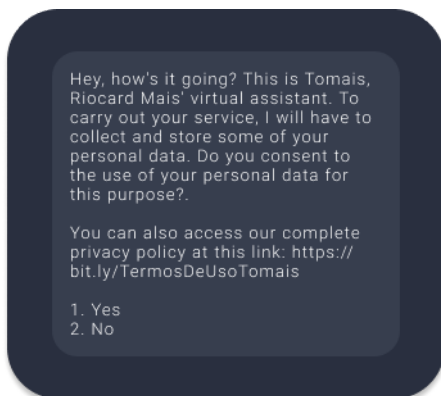 Hey, how's it going? This is Tomais,
Riocard Mais' virtual assistant. To
carry out your service, I will have to
collect and store some of your
personal data. Do you consent to
the use of your personal data for
this purpose?.
You can also access our complete
privacy policy at this link: https://
bit.ly/TermosDeUsoTomais
1. Yes
2. No